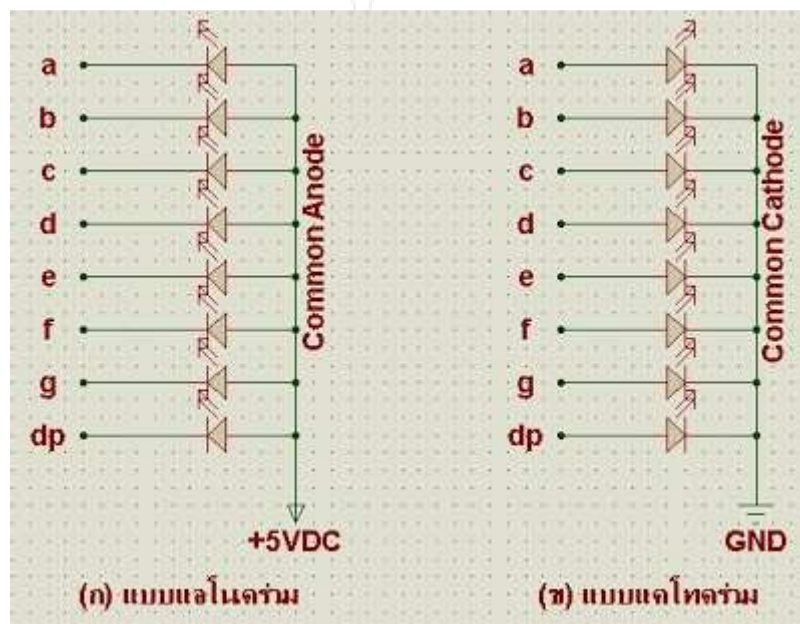 a
b
c
d
e
f
g
dp
Common Anode
+5VDC
(ก) แบบแอโนดร่วม
a
b
c
d
e
f
g
dp
Common Cathode
GND
(ข) แบบแคโทดร่วม